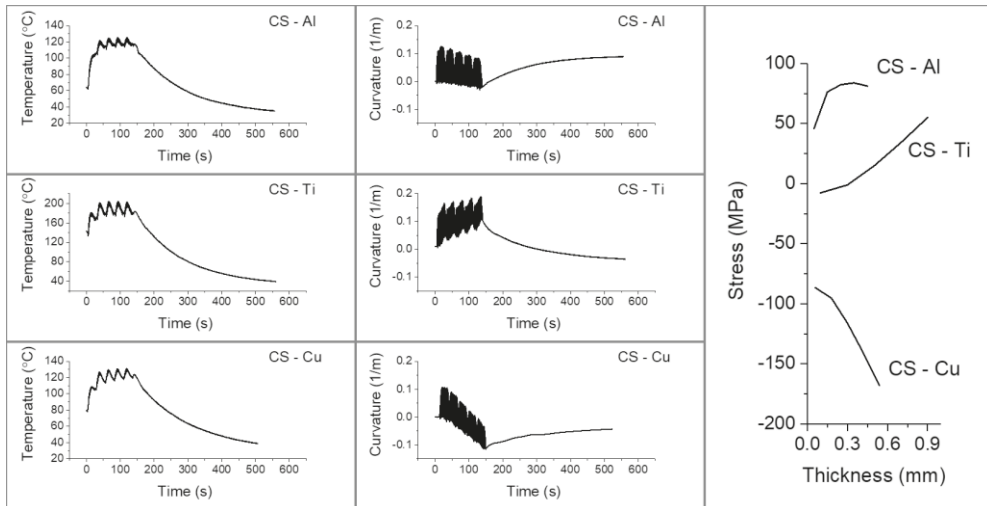 CS - Al
Temperature (°C)
140
120
100
80
60
40
20
0 100 200 300 400 500 600
Time (s)
CS - Al
Curvature (1/m)
0.2
0.1
0.0
-0.1
0 100 200 300 400 500 600
Time (s)
CS - Ti
Temperature (°C)
200
160
120
80
40
0 100 200 300 400 500 600
Time (s)
CS - Ti
Curvature (1/m)
0.2
0.1
0.0
-0.1
0 100 200 300 400 500 600
Time (s)
CS - Cu
Temperature (°C)
140
120
100
80
60
40
20
0 100 200 300 400 500 600
Time (s)
CS - Cu
Curvature (1/m)
0.2
0.1
0.0
-0.1
0 100 200 300 400 500 600
Time (s)
Stress (MPa)
100
50
0
-50
-100
-150
-200
CS - Al
CS - Ti
CS - Cu
0.0 0.3 0.6 0.9
Thickness (mm)